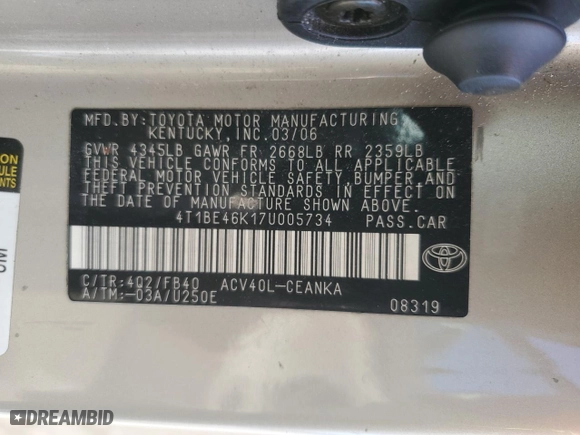 MFD.BY:TOYOTA MOTOR MANUFACTURING
KENTUCKY,INC.03/06
GVWR 4345LB GAWR FR 2668LB RR 2359LB
THIS VEHICLE CONFORMS TO ALL APPLICABLE
FEDERAL MOTOR VEHICLE SAFETY,BUMPER,AND
THEFT PREVENTION STANDARDS IN EFFECT ON
THE DATE OF MANUFACTURE SHOWN ABOVE.
4T1BE46K17U005734 PASS.CAR
C/TR:402/FB40 ACV40L-CEANKA
A/TM:-03A/U250E
08319
DREAMBID